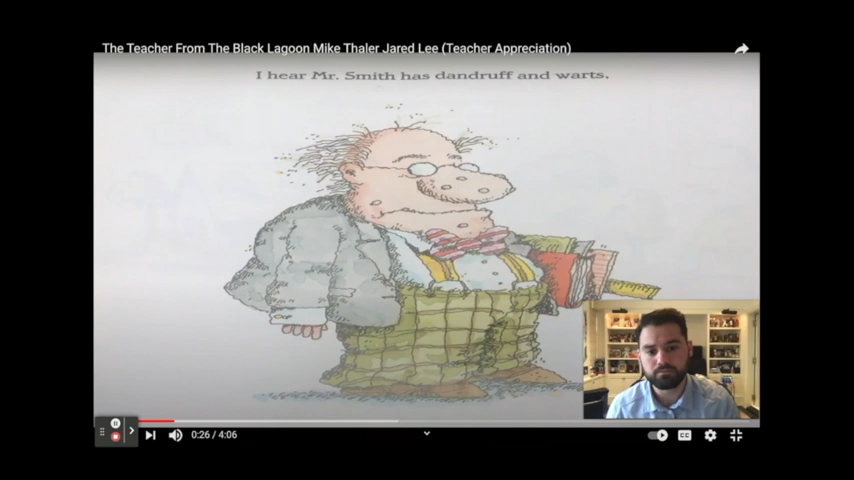 The Teacher From The Black Lagoon Mike Thaler Jared Lee (Teacher Appreciation)
I hear Mr. Smith has dandruff and warts.
0:26 / 4:06
CC